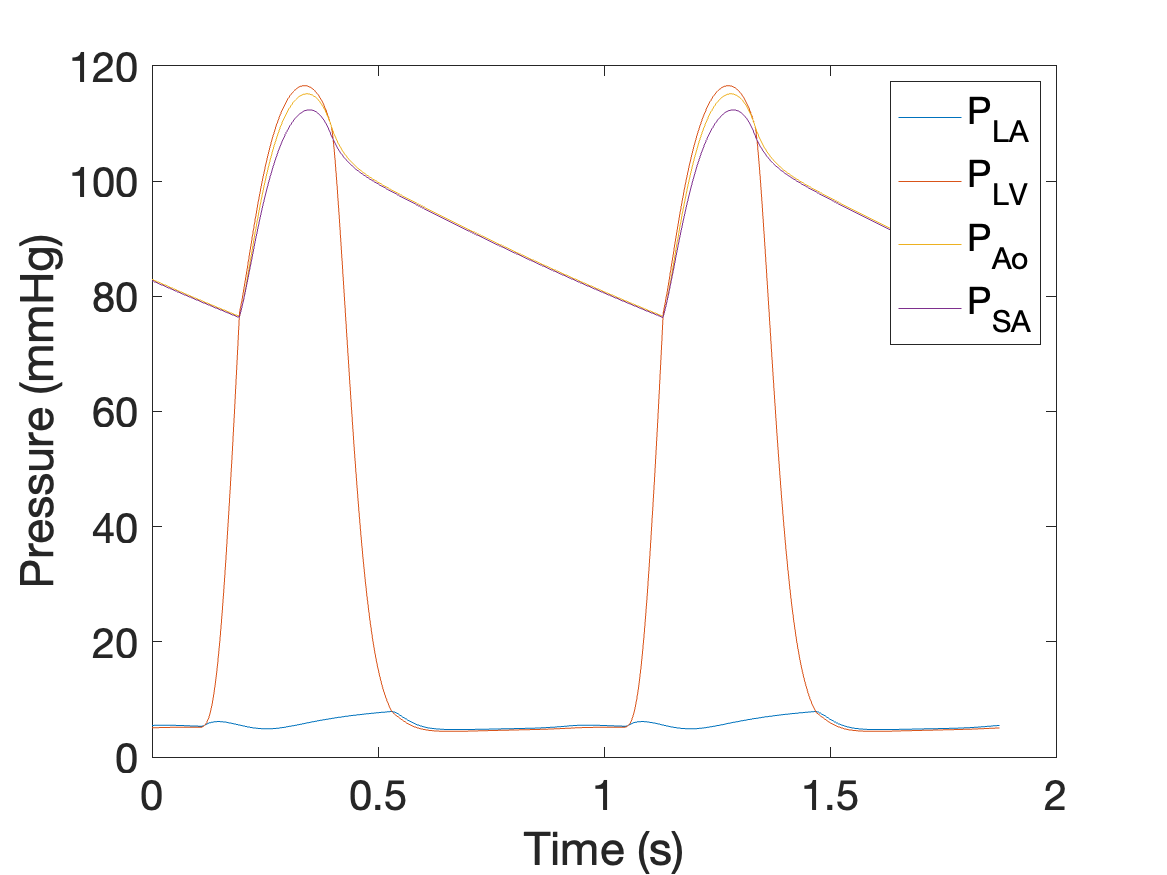 120
100
80
60
40
20
0
Pressure (mmHg)
P_LA
P_LV
P_Ao
P_SA
0 0.5 1 1.5 2
Time (s)